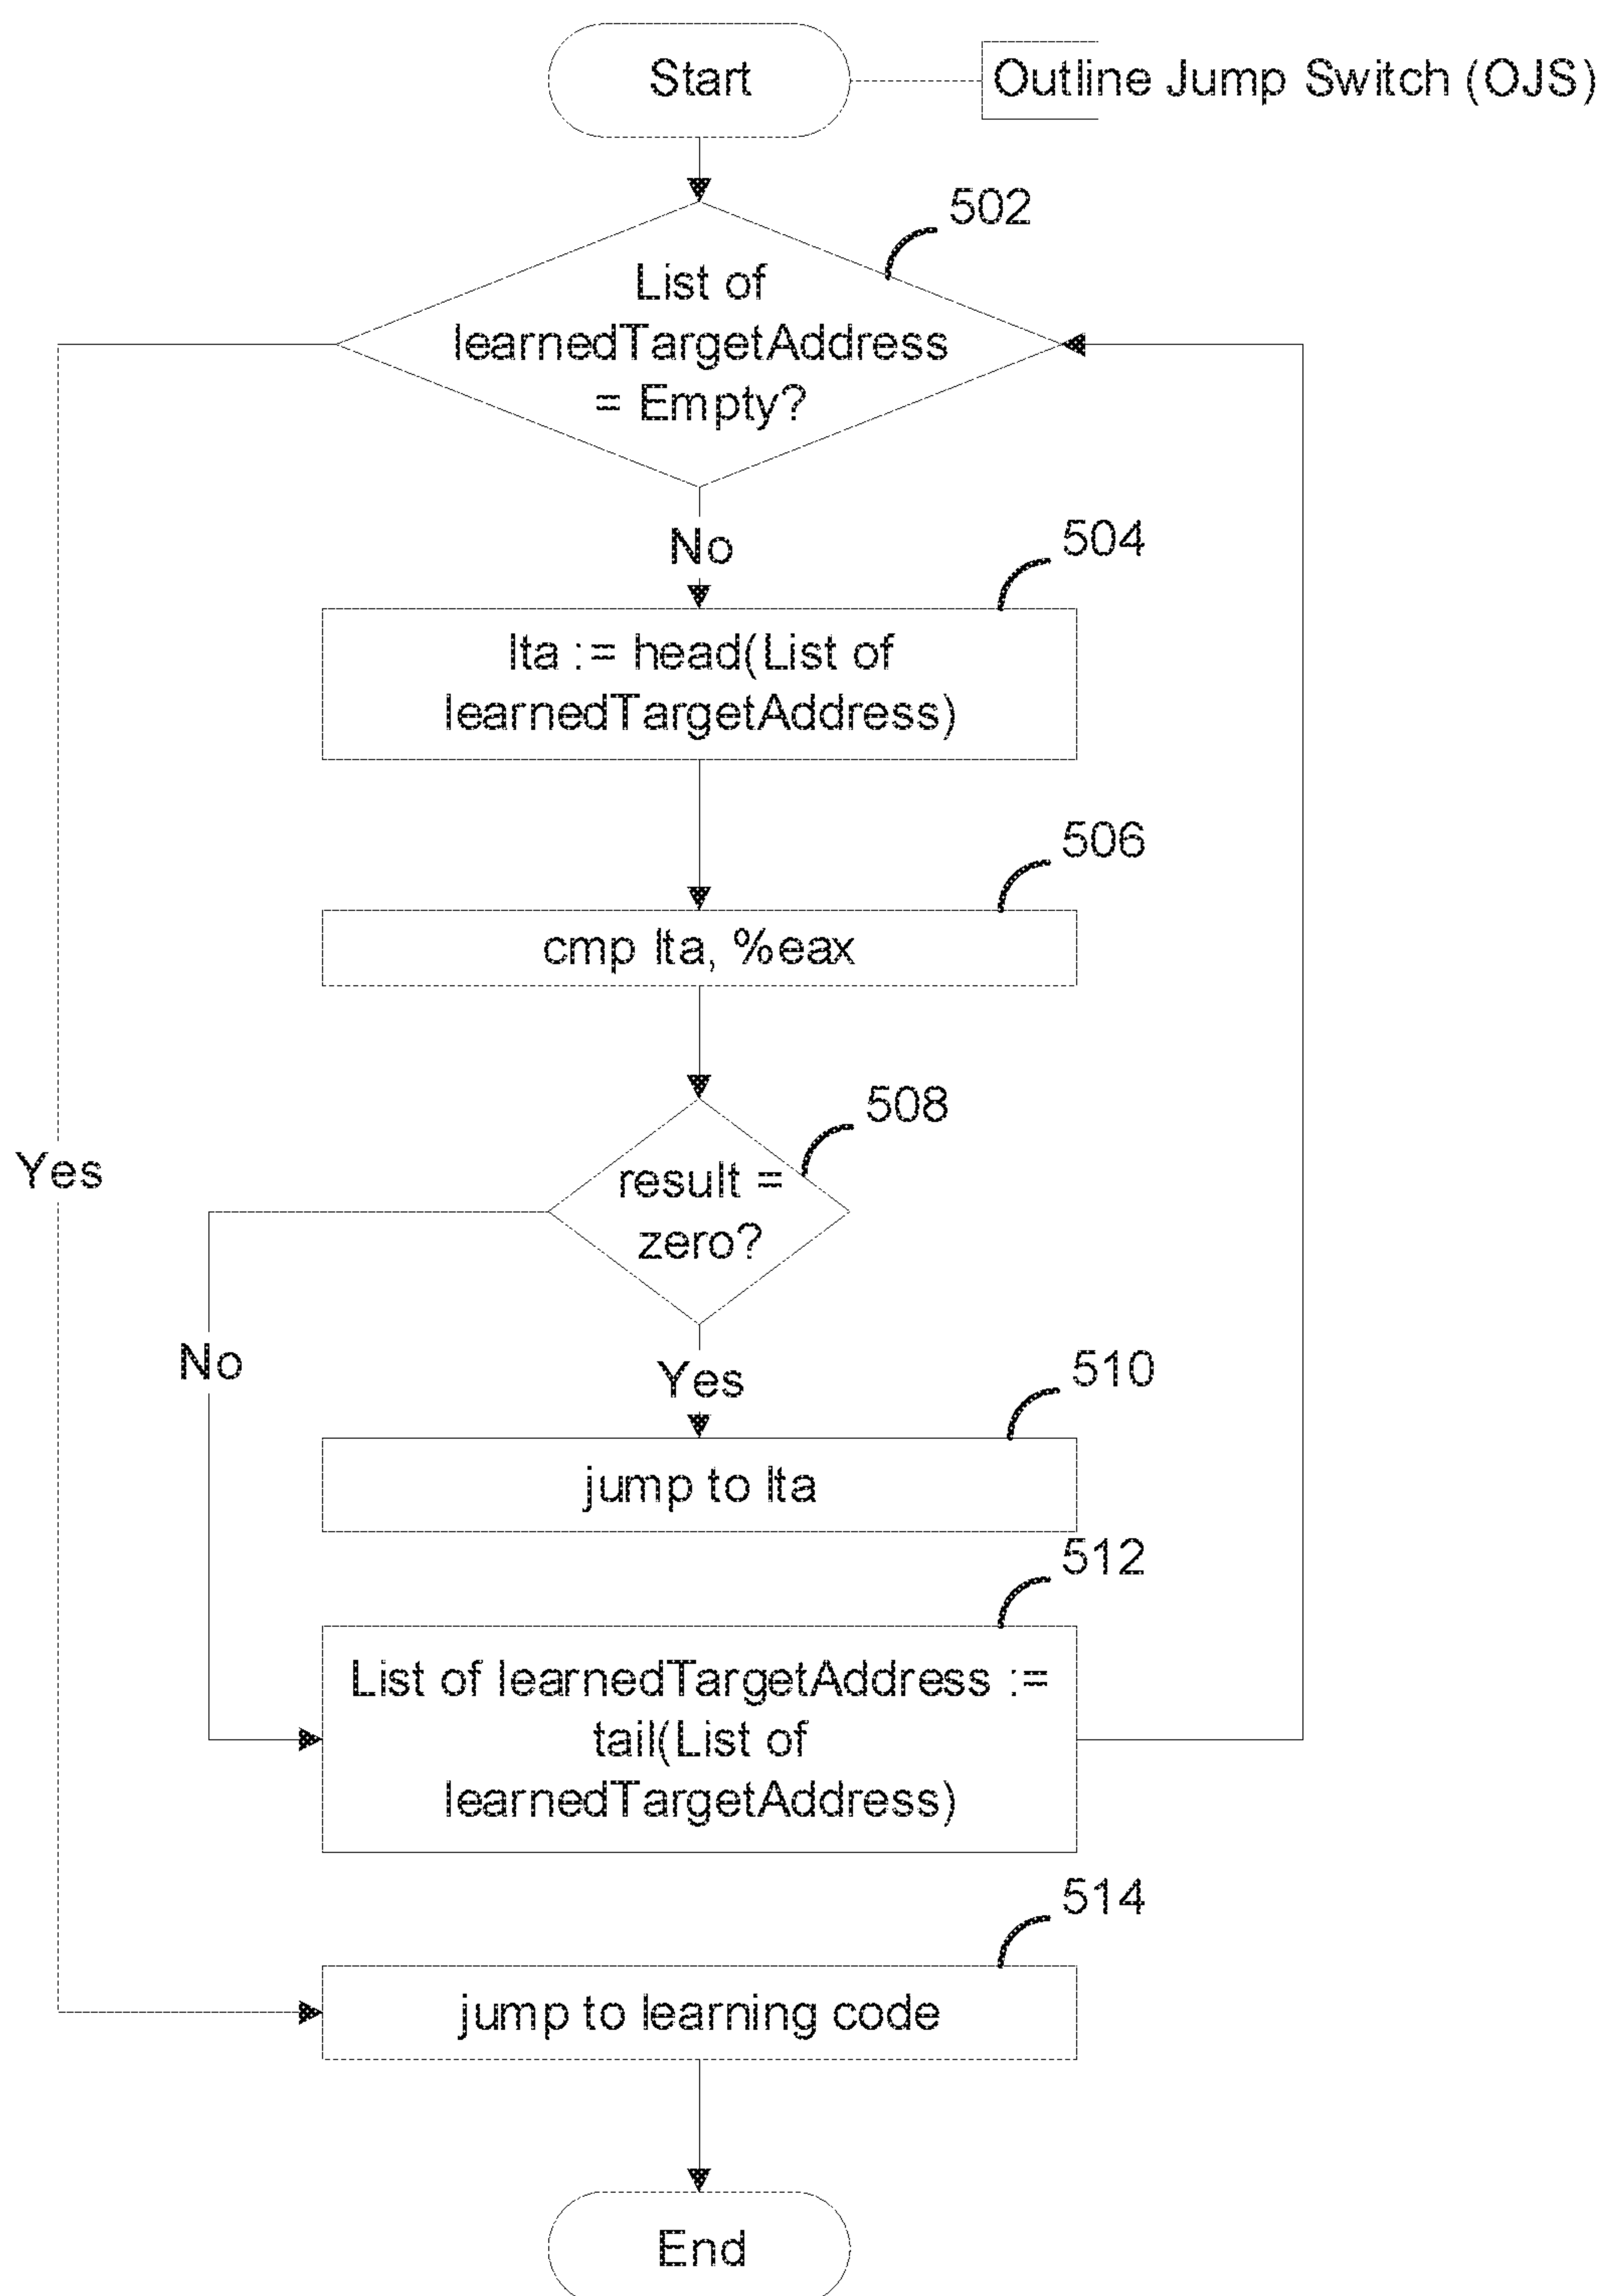 Start
Outline Jump Switch (OJS)
502
List of
learnedTargetAddress
= Empty?
No
504
lta := head(List of
learnedTargetAddress)
506
cmp lta, %eax
508
result =
zero?
Yes
No
Yes
510
jump to lta
512
List of learnedTargetAddress :=
tail(List of
learnedTargetAddress)
514
jump to learning code
End